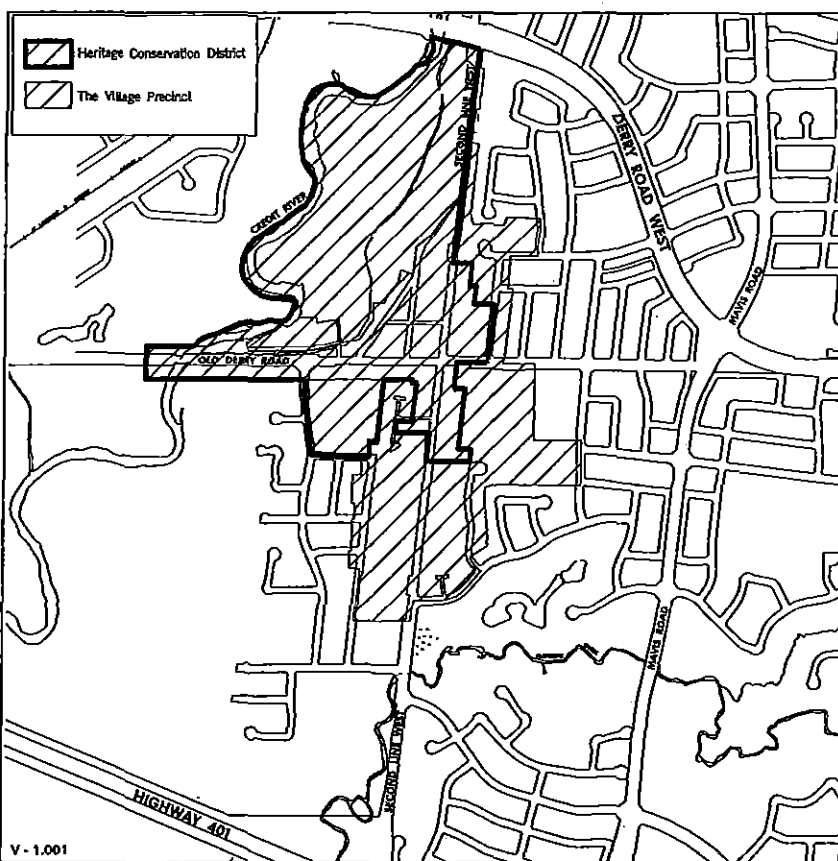 Heritage Conservation District
The Village Precinct
SECOND LINE WEST
DERRY ROAD WEST
CREDIT RIVER
MAVIS ROAD
OLD DERRY ROAD
MAVIS ROAD
SECOND LINE WEST
HIGHWAY 401
V - 1.001